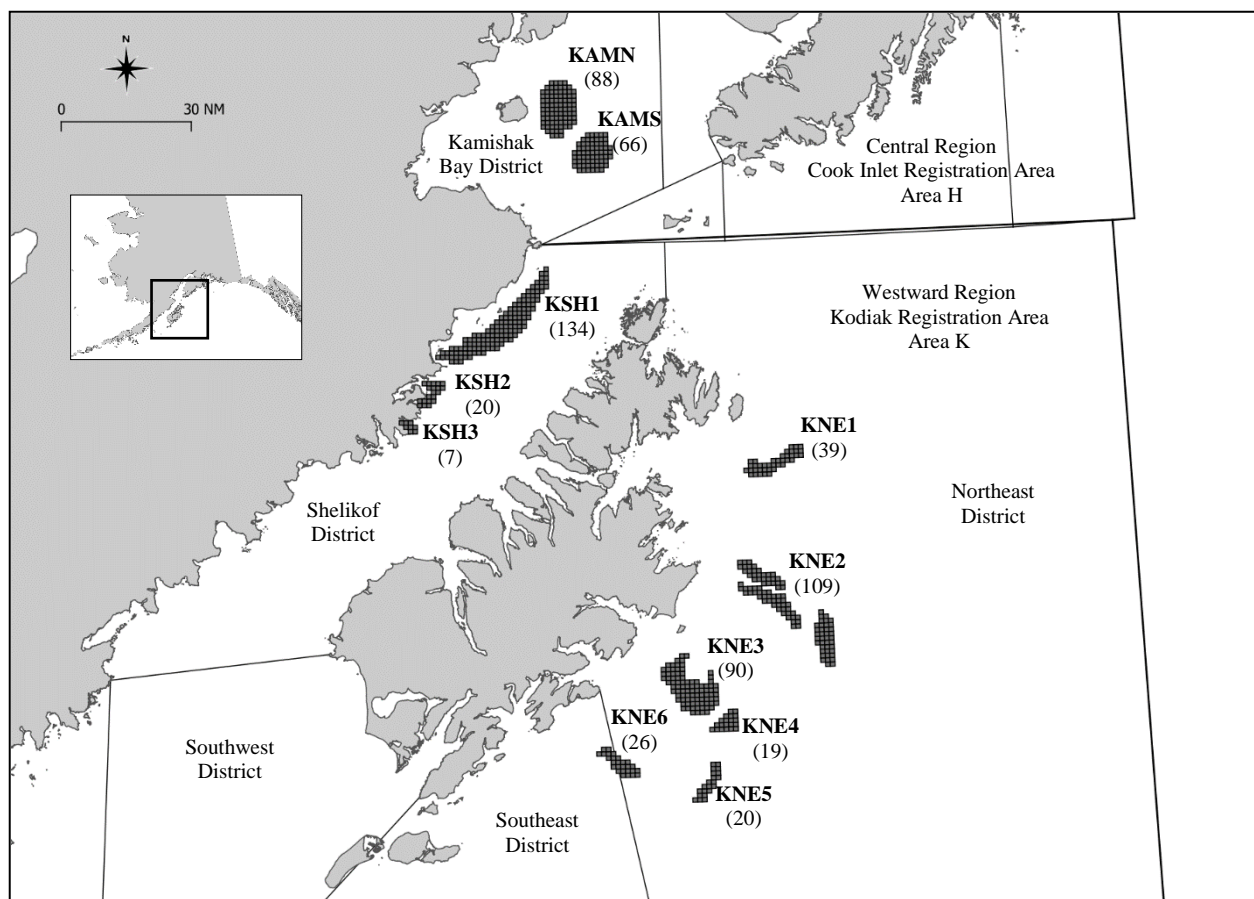 N
0 30 NM
KAMN
(88)
KAMS
(66)
Kamishak
Bay District
Central Region
Cook Inlet Registration Area
Area H
KSH1
(134)
Westward Region
Kodiak Registration Area
Area K
KSH2
(20)
KSH3
(7)
KNE1
(39)
Shelikof
District
Northeast
District
KNE2
(109)
KNE3
(90)
KNE6
(26)
KNE4
(19)
Southwest
District
KNE5
(20)
Southeast
District